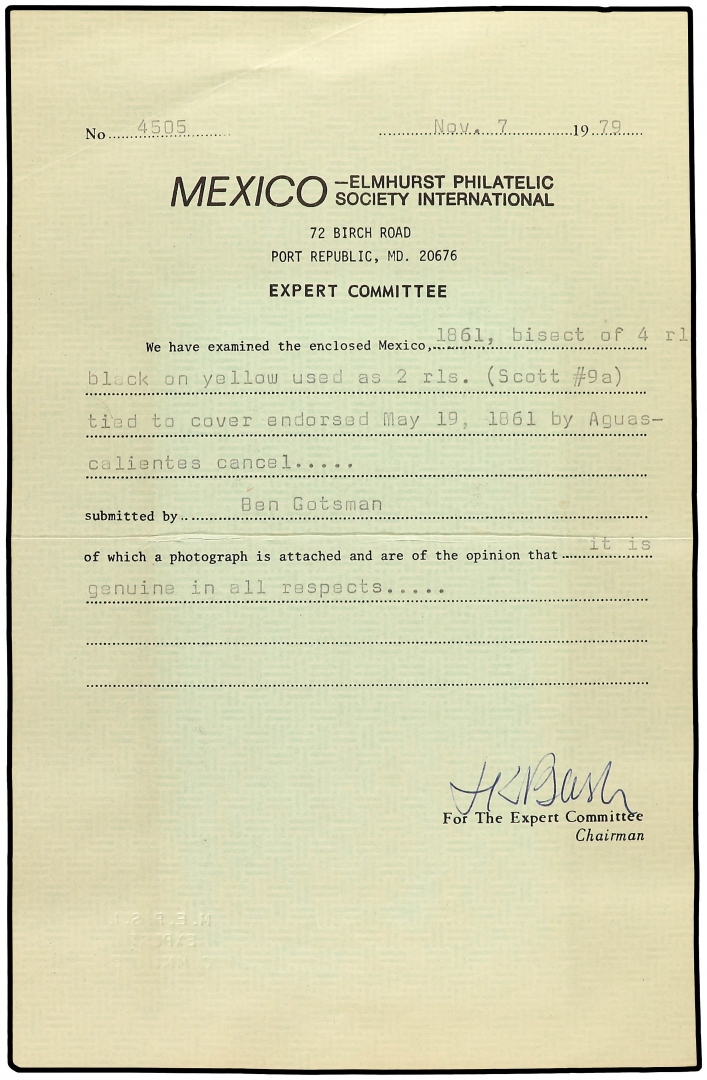 No.....4505.....          .....Nov. 7.....19 79
MEXICO —ELMHURST PHILATELIC
SOCIETY INTERNATIONAL
72 BIRCH ROAD
PORT REPUBLIC, MD. 20676
EXPERT COMMITTEE
We have examined the enclosed Mexico, 1861, bisect of 4 rl
black on yellow used as 2 rls. (Scott #9a)
tied to cover endorsed May 19, 1861 by Aguas-
calientes cancel.....
submitted by Ben Gotsman
of which a photograph is attached and are of the opinion that it is
genuine in all respects.....
For The Expert Committee
Chairman
M.E.P.S.I.